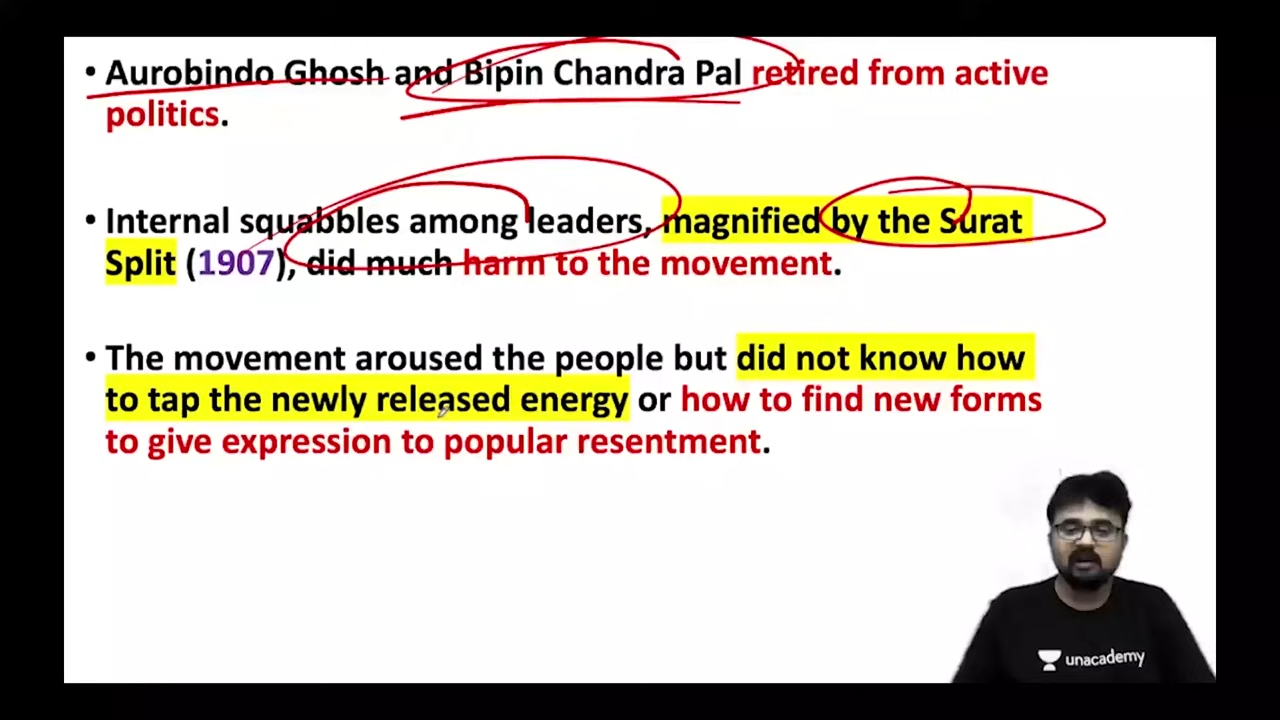 • Aurobindo Ghosh and Bipin Chandra Pal retired from active
politics.
• Internal squabbles among leaders, magnified by the Surat
Split (1907), did much harm to the movement.
• The movement aroused the people but did not know how
to tap the newly released energy or how to find new forms
to give expression to popular resentment.
unacademy